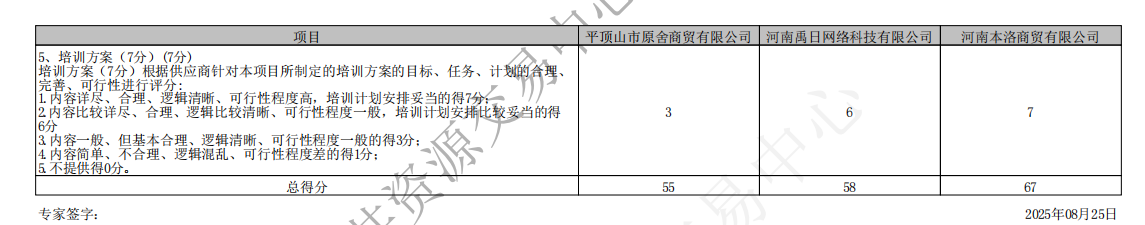 项目 平顶山市原舍商贸有限公司 河南禹日网络科技有限公司 河南本洛商贸有限公司
5、培训方案（7分）(7分)
培训方案（7分）根据供应商针对本项目所制定的培训方案的目标、任务、计划的合理、
完善、可行性进行评分:
1.内容详尽、合理、逻辑清晰、可行性程度高，培训计划安排妥当的得7分；
2.内容比较详尽、合理、逻辑比较清晰、可行性程度一般，培训计划安排比较妥当的得
6分
3.内容一般、但基本合理、逻辑清晰、可行性程度一般的得3分；
4.内容简单、不合理、逻辑混乱、可行性程度差的得1分；
5.不提供得0分。
3 6 7
总得分 55 58 67
专家签字: 2025年08月25日
共资源交易中心
易中心